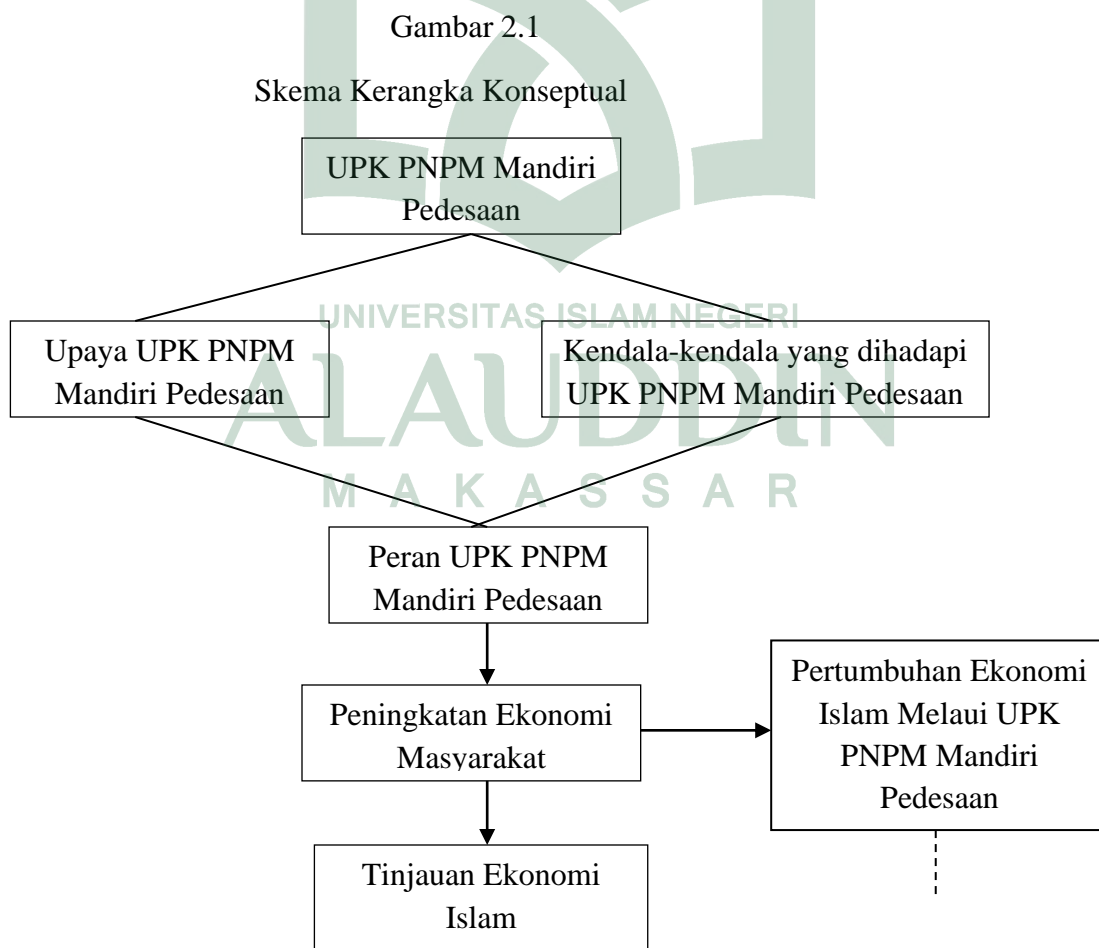 Gambar 2.1
Skema Kerangka Konseptual
UPK PNPM Mandiri
Pedesaan
UNIVERSITAS ISLAM NEGERI
Upaya UPK PNPM
Mandiri Pedesaan
Kendala-kendala yang dihadapi
UPK PNPM Mandiri Pedesaan
ALAUDDIN
MAKASSAR
Peran UPK PNPM
Mandiri Pedesaan
Peningkatan Ekonomi
Masyarakat
Pertumbuhan Ekonomi
Islam Melaui UPK
PNPM Mandiri
Pedesaan
Tinjauan Ekonomi
Islam